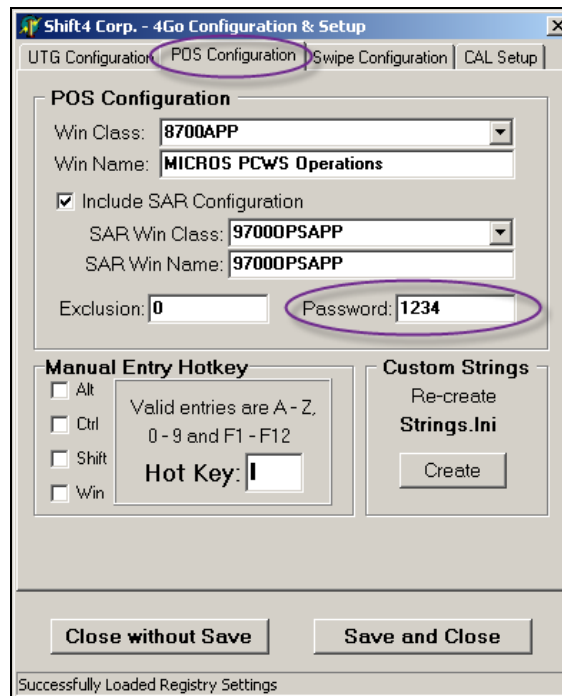 Shift4 Corp. - 4Go Configuration & Setup
UTG Configuration POS Configuration Swipe Configuration CAL Setup
POS Configuration
Win Class: 8700APP
Win Name: MICROS PCWS Operations
Include SAR Configuration
SAR Win Class: 9700OPSAPP
SAR Win Name: 9700OPSAPP
Exclusion: 0 Password: 1234
Manual Entry Hotkey
Alt
Ctrl
Shift
Win
Valid entries are A - Z,
0 - 9 and F1 - F12
Hot Key:
Custom Strings
Re-create
Strings.Ini
Create
Close without Save Save and Close
Successfully Loaded Registry Settings